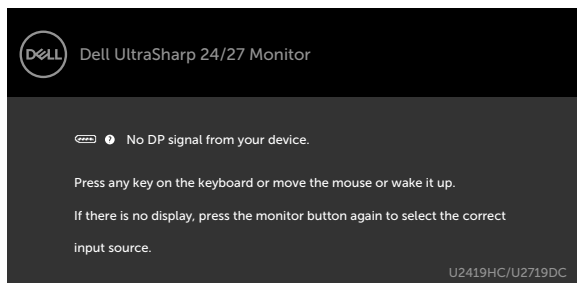 DELL
Dell UltraSharp 24/27 Monitor
? No DP signal from your device.
Press any key on the keyboard or move the mouse or wake it up.
If there is no display, press the monitor button again to select the correct
input source.
U2419HC/U2719DC